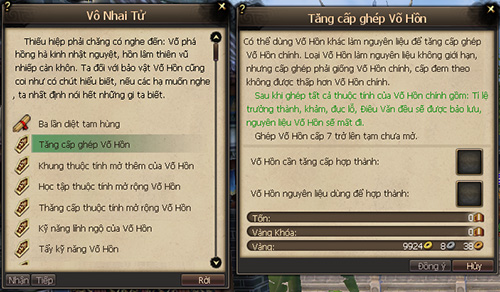 Vô Nhai Tử
Thiếu hiệp phải chăng có nghe đến: Võ phá
hồng hà kinh nhật nguyệt, hồn lâm thiên vũ
nhiếp càn khôn. Ta đối với bảo vật Võ Hồn cũng
coi như có chút hiểu biết, nếu các hạ muốn nghe
, ta nhất định nói hết những gì ta biết.
Ba lần diệt tam hùng
Tăng cấp ghép Võ Hồn
Khung thuộc tính mở thêm của Võ Hồn
Học tập thuộc tính mở rộng Võ Hồn
Thăng cấp thuộc tính mở rộng Võ Hồn
Kỹ năng lĩnh ngộ của Võ Hồn
Tẩy kỹ năng Võ Hồn
Nhận Tiếp Rời
Tăng cấp ghép Võ Hồn
Có thể dùng Võ Hồn khác làm nguyên liệu để tăng cấp
ghép Võ Hồn chính. Loại Võ Hồn làm nguyên liệu không giới hạn,
nhưng cấp ghép phải giống Võ Hồn chính, cấp đem theo
không được thấp hơn Võ Hồn chính.
Sau khi ghép tất cả thuộc tính của Võ Hồn chính gồm: Tỉ lệ
trưởng thành, khảm, đục lỗ, Điêu Văn đều sẽ được bảo lưu,
nguyên liệu Võ Hồn sẽ mất đi.
Ghép Võ Hồn cấp 7 trở lên tạm chưa mở.
Võ Hồn cần tăng cấp hợp thành:
Võ Hồn nguyên liệu dùng để hợp thành:
Tốn: 0
Vàng Khóa: 0
Vàng: 9924 8 38
Đồng ý Hủy